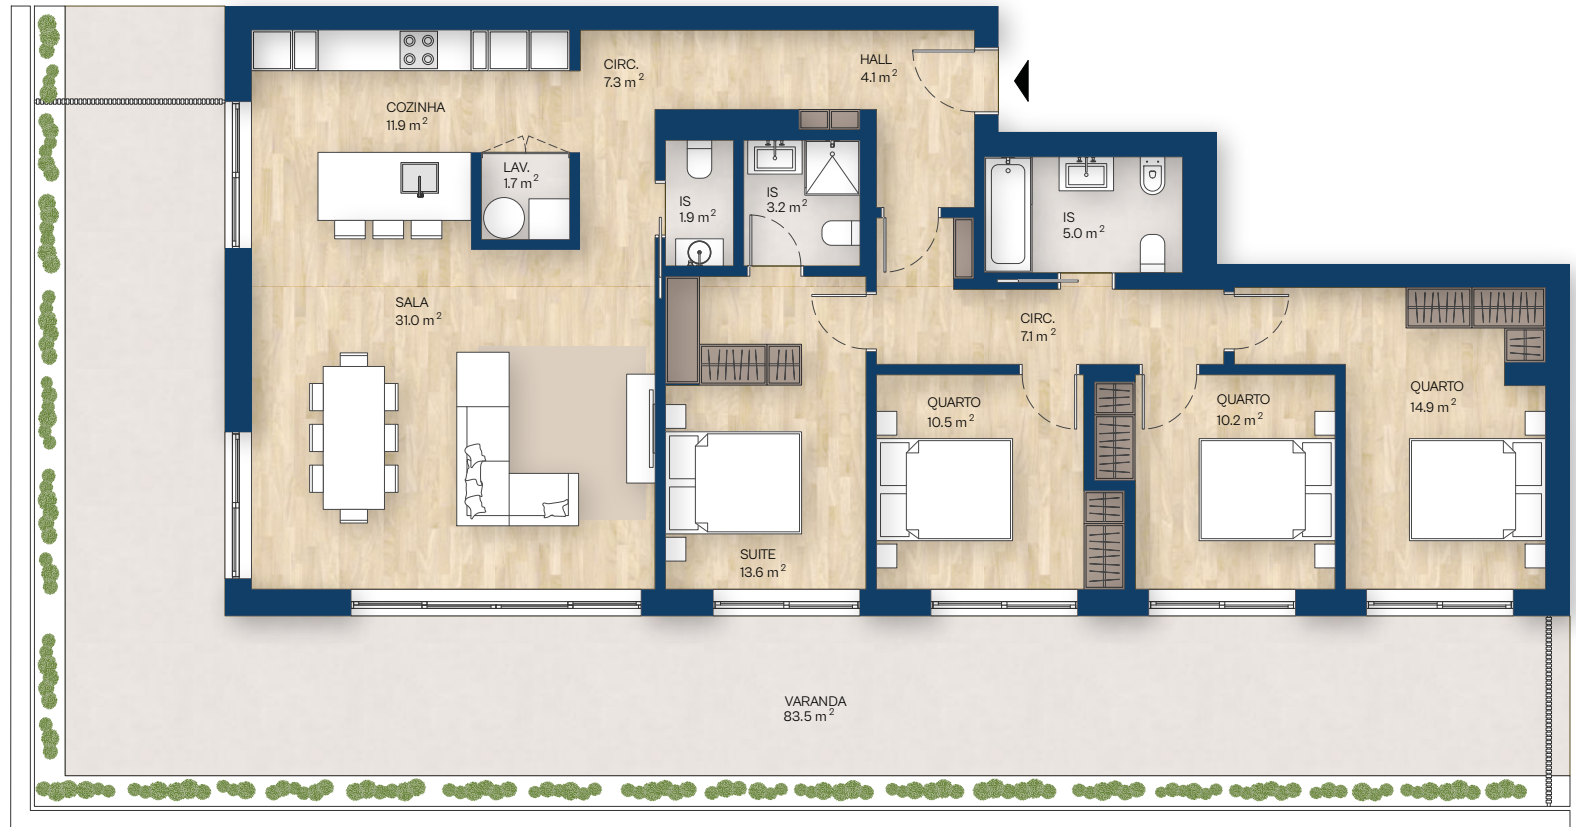 CIRC.
7.3 m²
HALL
4.1 m²
COZINHA
11.9 m²
LAV.
1.7 m²
IS
1.9 m²
IS
3.2 m²
IS
5.0 m²
SALA
31.0 m²
CIRC.
7.1 m²
QUARTO
10.5 m²
QUARTO
10.2 m²
QUARTO
14.9 m²
SUITE
13.6 m²
VARANDA
83.5 m²